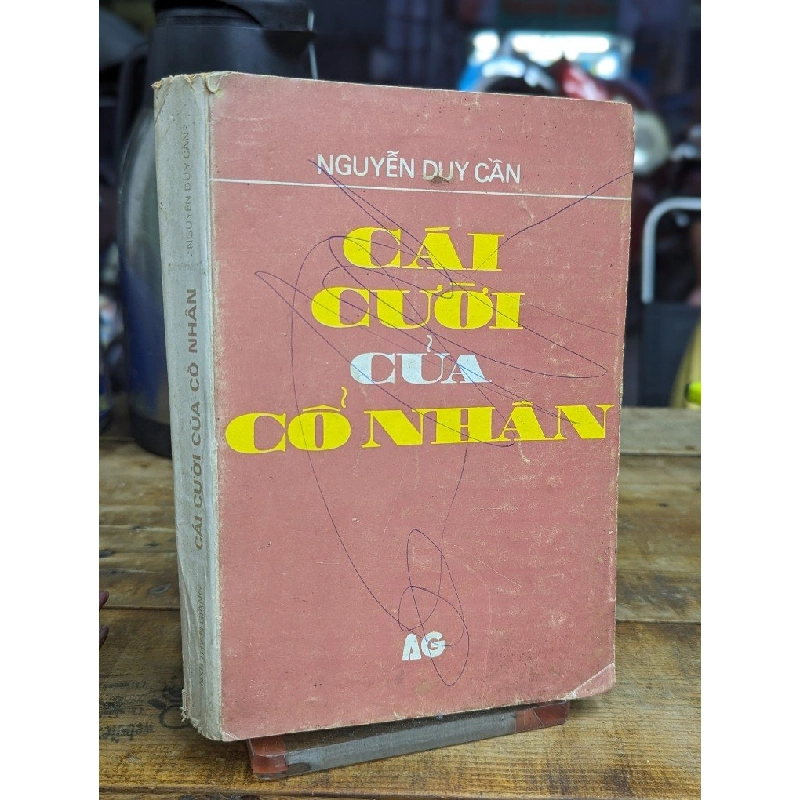 NGUYỄN DUY CẦN
CÁI
CƯỜI
CỦA
CỔ NHÂN
AG
NGUYỄN DUY CẦN
CÁI CƯỜI CỦA CỔ NHÂN